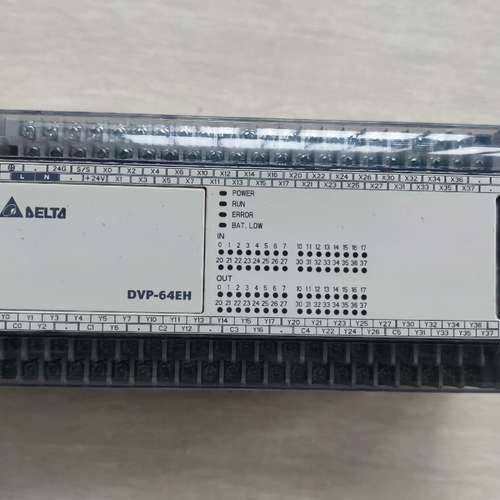 . 24G S/S X0 X2 X4 X6 X10 X12 X14 X16 X20 X22 X24 X26 X30 X32 X34 X36 .
L N . +24V X1 X3 X5 X7 X11 X13 X15 X17 X21 X23 X25 X27 X31 X33 X35 X37
POWER
RUN
ERROR
BAT. LOW
DELTA
IN
0 1 2 3 4 5 6 7 10 11 12 13 14 15 16 17
20 21 22 23 24 25 26 27 30 31 32 33 34 35 36 37
OUT
0 1 2 3 4 5 6 7 10 11 12 13 14 15 16 17
20 21 22 23 24 25 26 27 30 31 32 33 34 35 36 37
DVP-64EH
Y0 Y1 Y3 Y4 Y5 Y7 Y10 Y11 Y13 Y14 Y15 Y17 Y20 Y21 Y23 Y24 Y26 Y30 Y32 Y34 Y36
C0 Y2 . C1 Y6 . C2 Y12 . C3 Y16 . C4 Y22 Y25 Y27 Y31 Y33 Y35 Y37